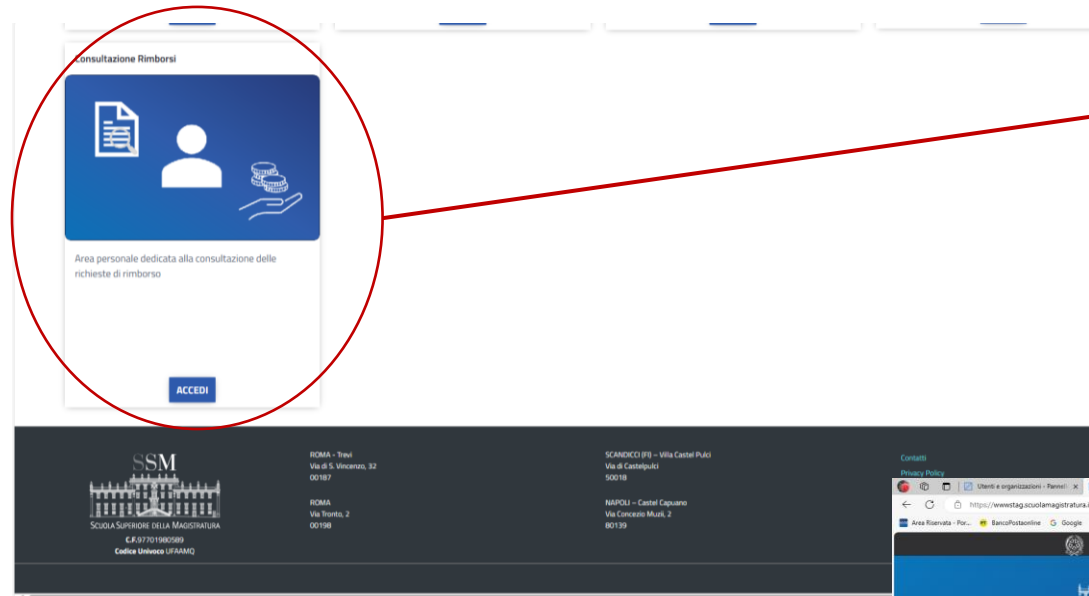 Consultazione Rimborsi
Area personale dedicata alla consultazione delle
richieste di rimborso
ACCEDI
SSM
SCUOLA SUPERIORE DELLA MAGISTRATURA
C.F.97701980589
Codice Univoco UFAAMQ
ROMA - Trevi
Via di S. Vincenzo, 32
00187
ROMA
Via Tronto, 2
00198
SCANDICCI (FI) – Villa Castel Pulci
Via di Castelpulci
50018
NAPOLI – Castel Capuano
Via Concezio Muzii, 2
80139
Contatti
Privacy Policy
Utenti e organizzazioni - Pannell
https://wwwstag.scuolamagistratura.i
Area Riservata - Por...
BancoPostaonline
Google